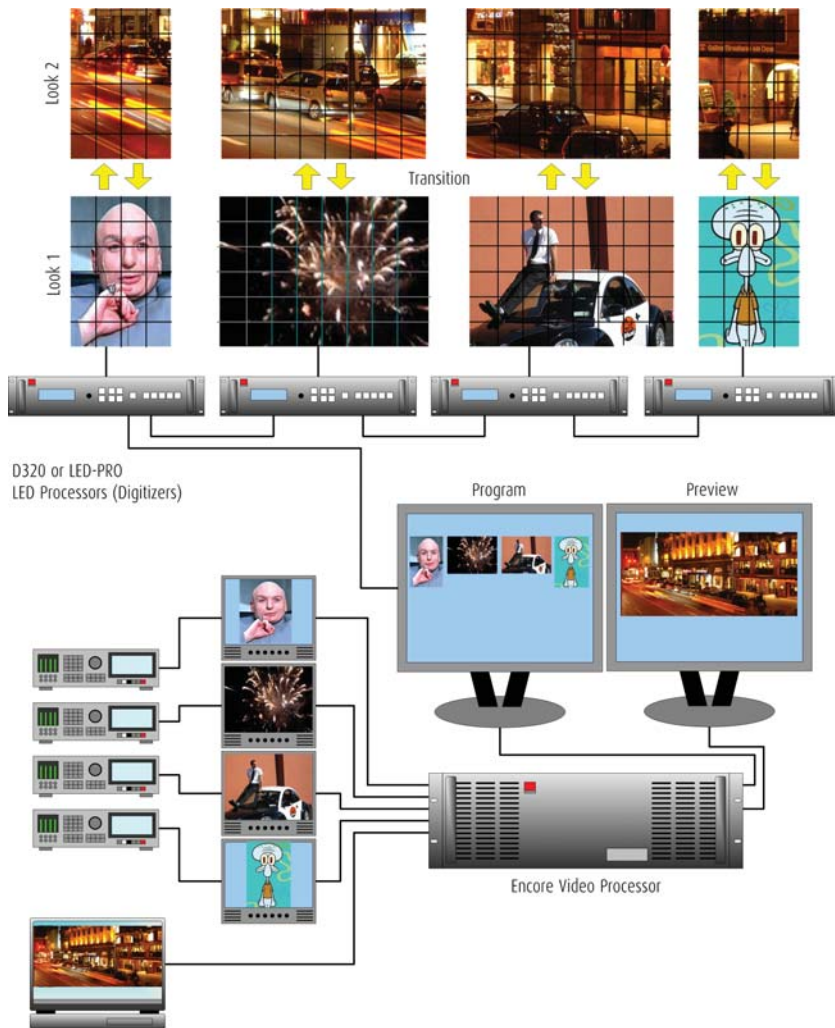 Look 2
Transition
Look 1
D320 or LED-PRO
LED Processors (Digitizers)
Program
Preview
Encore Video Processor